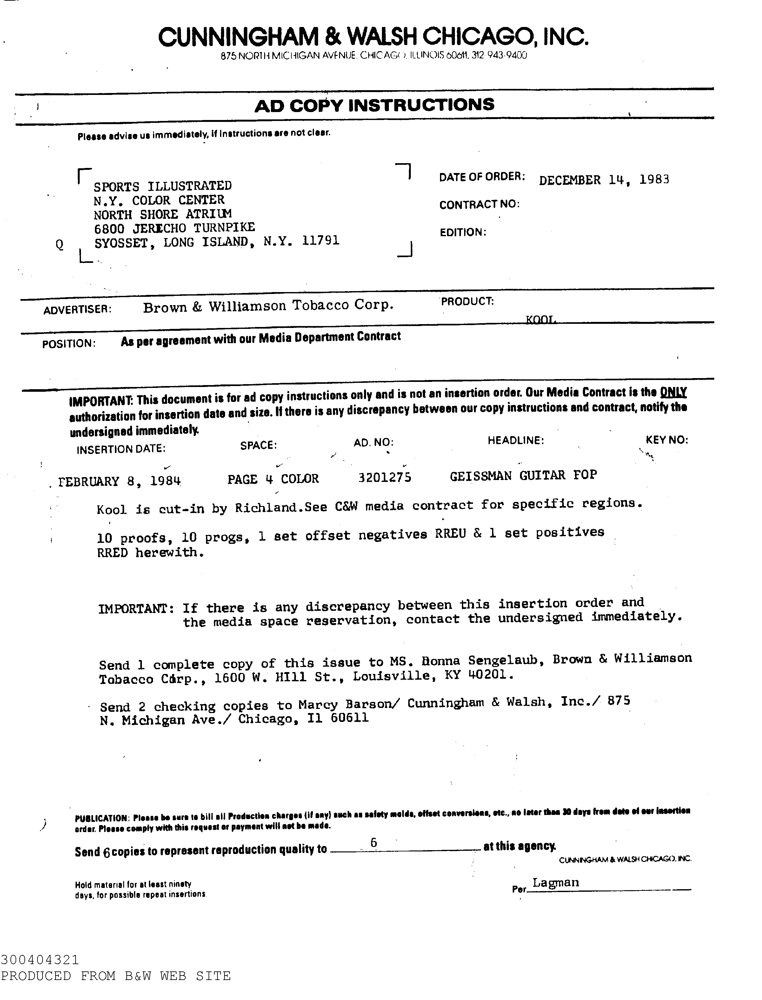 CUNNINGHAM & WALSH CHICAGO, INC.
875 NORTH MICHIGAN AVENUE, CHICAGO, ILLINOIS 60611, 312-943-9400
AD COPY INSTRUCTIONS
Please advise us immediately, if instructions are not clear.
SPORTS ILLUSTRATED
N.Y. COLOR CENTER
NORTH SHORE ATRIUM
6800 JERICHO TURNPIKE
Q SYOSSET, LONG ISLAND, N.Y. 11791
DATE OF ORDER: DECEMBER 14, 1983
CONTRACT NO:
EDITION:
ADVERTISER: Brown & Williamson Tobacco Corp.
PRODUCT: KOOL
POSITION: As per agreement with our Media Department Contract
IMPORTANT: This document is for ad copy instructions only and is not an insertion order. Our Media Contract is the ONLY
authorization for insertion date and size. If there is any discrepancy between our copy instructions and contract, notify the
undersigned immediately.
INSERTION DATE: SPACE: AD. NO: HEADLINE: KEY NO:
FEBRUARY 8, 1984 PAGE 4 COLOR 3201275 GEISSMAN GUITAR FOP
Kool is cut-in by Richland.See C&W media contract for specific regions.
10 proofs, 10 progs, 1 set offset negatives RREU & 1 set positives
RRED herewith.
IMPORTANT: If there is any discrepancy between this insertion order and
the media space reservation, contact the undersigned immediately.
Send 1 complete copy of this issue to MS. Donna Sengelaub, Brown & Williamson
Tobacco Corp., 1600 W. HIll St., Louisville, KY 40201.
Send 2 checking copies to Marcy Barson/ Cunningham & Walsh, Inc./ 875
N. Michigan Ave./ Chicago, Il 60611
PUBLICATION: Please be sure to bill all Production charges (if any) such as safety molds, offset conversions, etc., no later than 30 days from date of our insertion
order. Please comply with this request or payment will not be made.
Send 6 copies to represent reproduction quality to 6 at this agency.
CUNNINGHAM & WALSH CHICAGO, INC.
Hold material for at least ninety
days, for possible repeat insertions
Per Lagman
300404321
PRODUCED FROM B&W WEB SITE